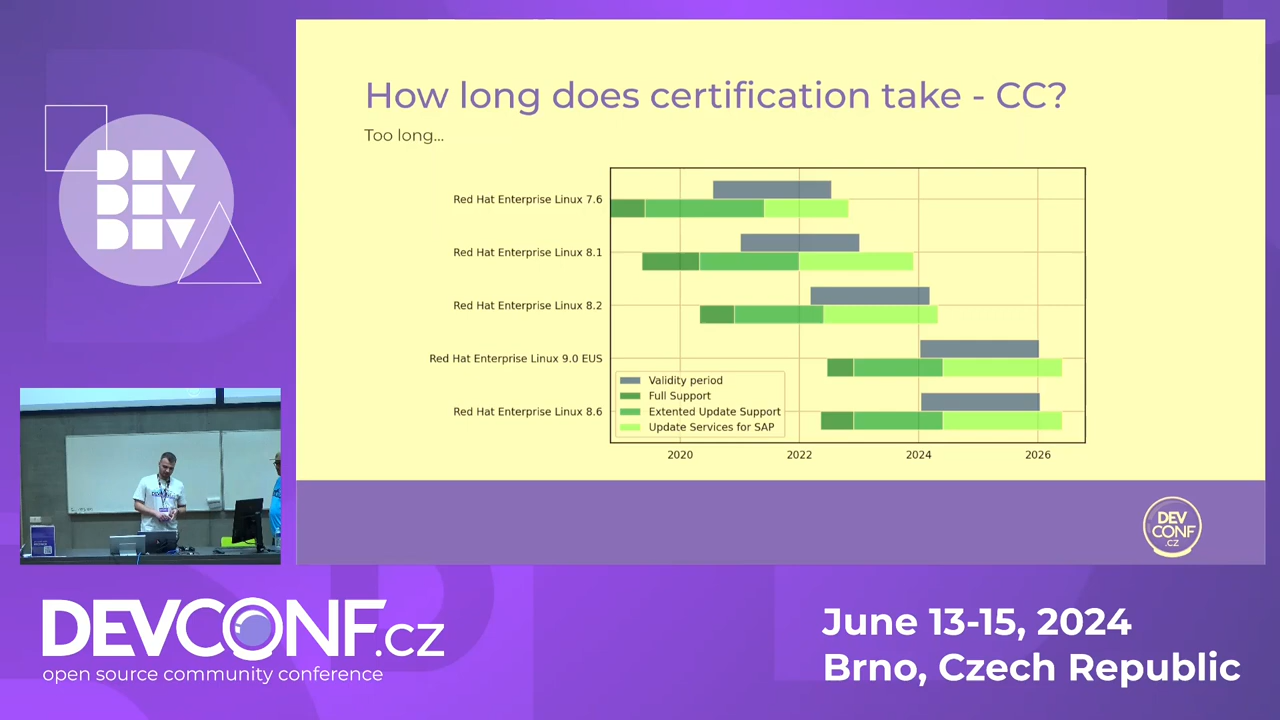 How long does certification take - CC?
Too long...
Red Hat Enterprise Linux 7.6
Red Hat Enterprise Linux 8.1
Red Hat Enterprise Linux 8.2
Red Hat Enterprise Linux 9.0 EUS
Red Hat Enterprise Linux 8.6
Validity period
Full Support
Extented Update Support
Update Services for SAP
2020
2022
2024
2026
DEV
CONF
.CZ
DEV
DEV
DEV
DEVCONF.cz
open source community conference
June 13-15, 2024
Brno, Czech Republic